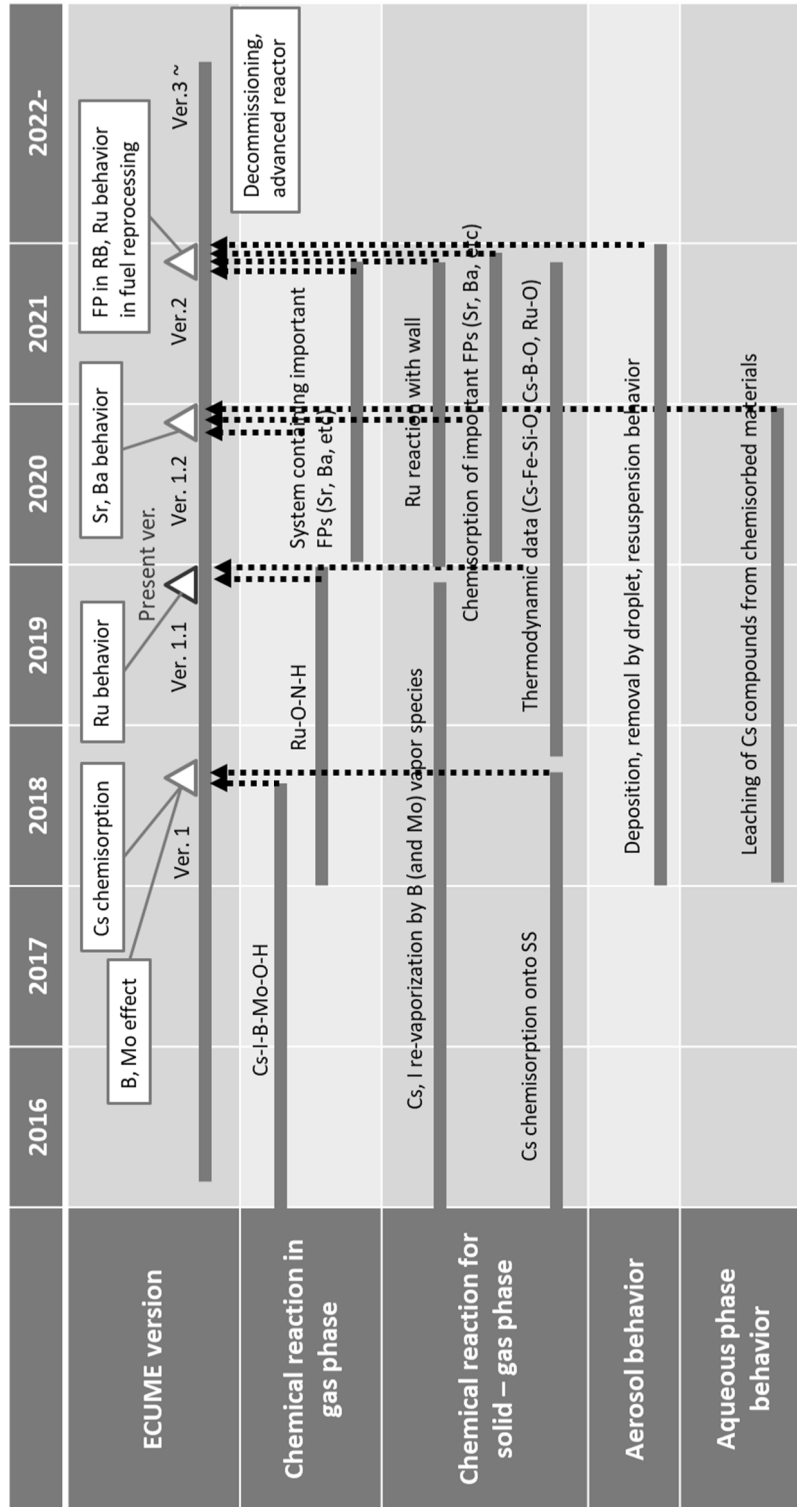 2016
2017
2018
2019
2020
2021
2022-
ECUME version
B, Mo effect
Cs chemisorption
Ru behavior
Sr, Ba behavior
FP in RB, Ru behavior
in fuel reprocessing
Present ver.
Ver. 1
Ver. 1.1
Ver. 1.2
Ver.2
Ver.3 ~
Decommissioning,
advanced reactor
Chemical reaction in
gas phase
Cs-I-B-Mo-O-H
Ru-O-N-H
System containing important
FPs (Sr, Ba, etc)
Chemical reaction for
solid – gas phase
Cs, I re-vaporization by B (and Mo) vapor species
Ru reaction with wall
Chemisorption of important FPs (Sr, Ba, etc)
Cs chemisorption onto SS
Thermodynamic data (Cs-Fe-Si-O, Cs-B-O, Ru-O)
Aerosol behavior
Deposition, removal by droplet, resuspension behavior
Aqueous phase
behavior
Leaching of Cs compounds from chemisorbed materials